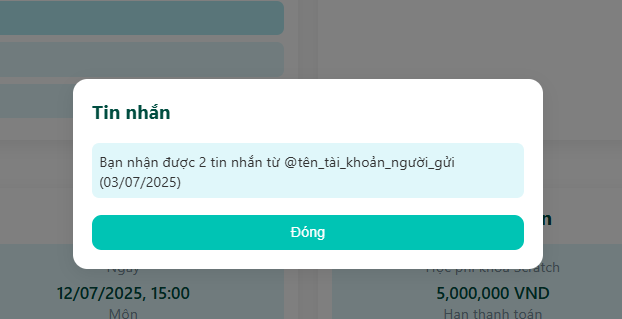 Tin nhắn
Bạn nhận được 2 tin nhắn từ @tên_tài_khoản_người_gửi
(03/07/2025)
Đóng
n
Ngày
Học phí khóa Scratch
12/07/2025, 15:00
5,000,000 VND
Môn
Hạn thanh toán